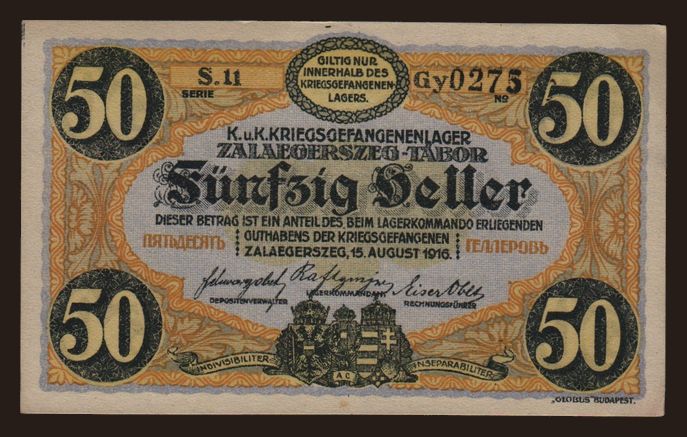 50
S.11
SERIE
GILTIG NUR
INNERHALB DES
KRIEGSGEFANGENEN-
LAGERS.
Gy0275
№
50
K.u.K.KRIEGSGEFANGENENLAGER
ZALAEGERSZEG-TÁBOR
Fünfzig Heller
DIESER BETRAG IST EIN ANTEIL DES, BEIM LAGERKOMMANDO ERLIEGENDEN
ПЯТЬДЕСЯТЬ GUTHABENS DER KRIEGSGEFANGENEN ГЕЛЛЕРОВЬ
ZALAEGERSZEG, 15. AUGUST 1916.
DEPOSITENVERWALTER LAGERKOMMANDANT RECHNUNGSFÜHRER
50
INDIVISIBILITER AC INSEPARABILITER
50
„GLOBUS" BUDAPEST.